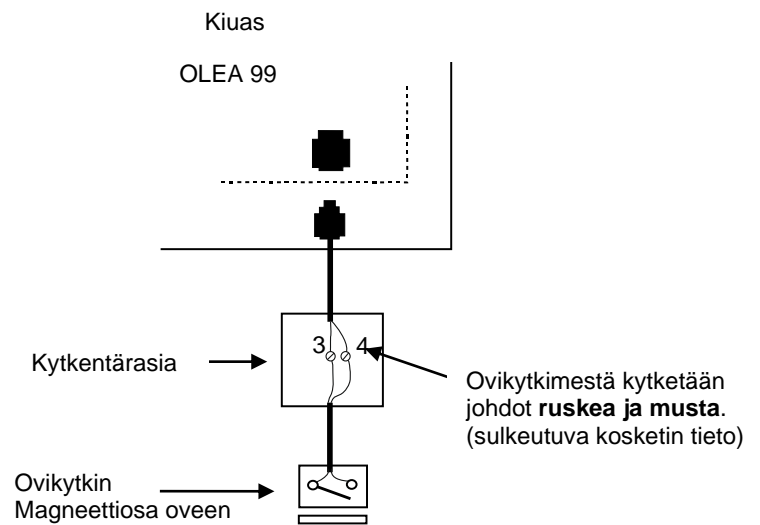 Kiuas
OLEA 99
3 4
Kytkentärasia
Ovikytkimestä kytketään
johdot ruskea ja musta.
(sulkeutuva kosketin tieto)
Ovikytkin
Magneettiosa oveen